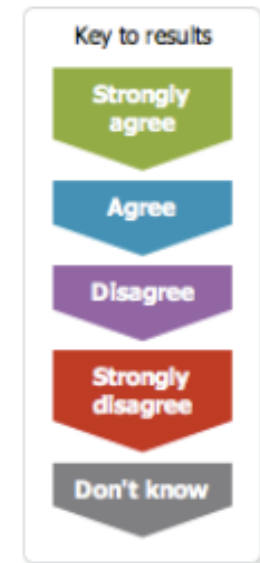 Key to results
Strongly
agree
Agree
Disagree
Strongly
disagree
Don't know